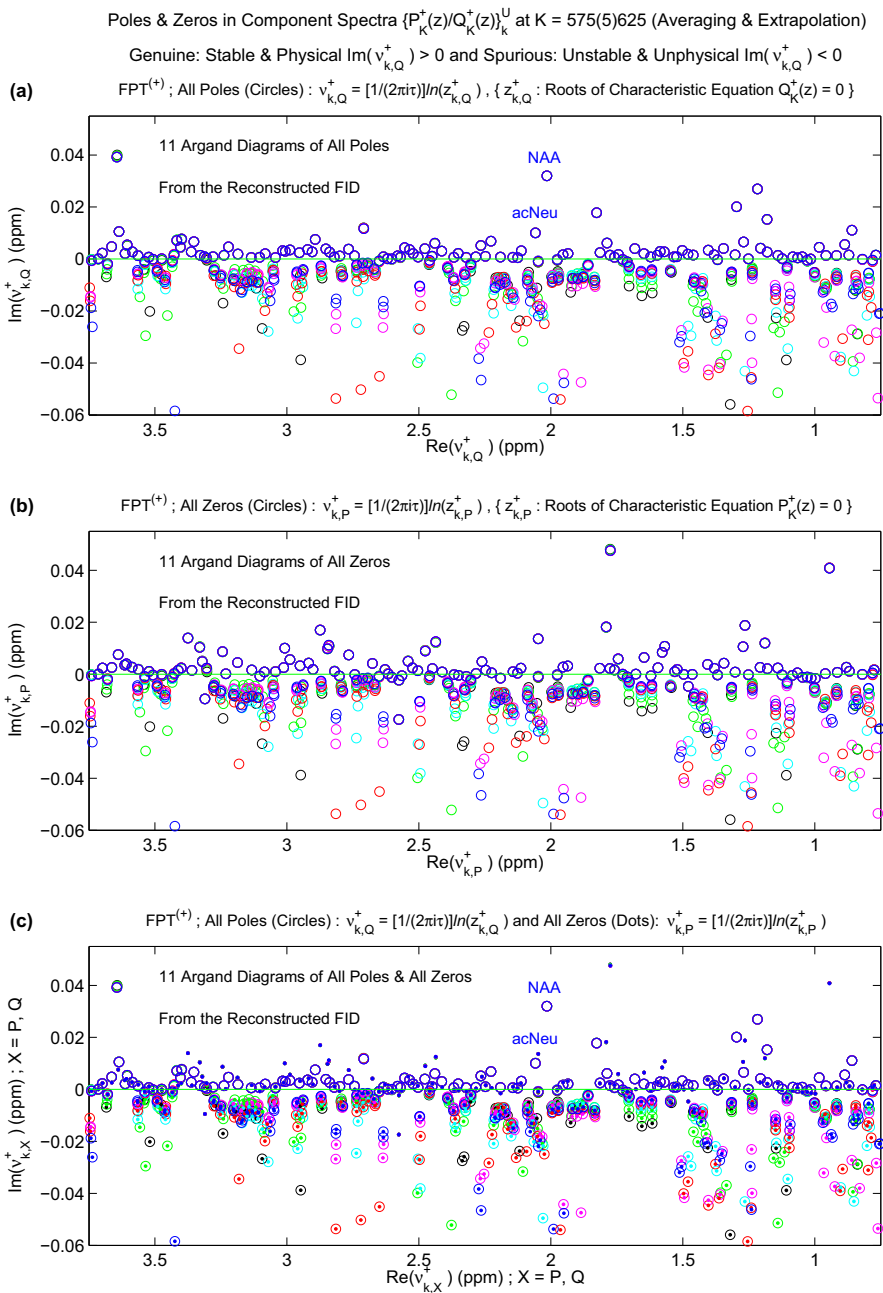 Poles & Zeros in Component Spectra {P⁺_K(z)/Q⁺_K(z)}^U_k at K = 575(5)625 (Averaging & Extrapolation)
Genuine: Stable & Physical Im(ν⁺_{k,Q}) > 0 and Spurious: Unstable & Unphysical Im(ν⁺_{k,Q}) < 0
(a) FPT⁽⁺⁾ ; All Poles (Circles) : ν⁺_{k,Q} = [1/(2πiτ)]ln(z⁺_{k,Q}) , { z⁺_{k,Q} : Roots of Characteristic Equation Q⁺_K(z) = 0 }
11 Argand Diagrams of All Poles
From the Reconstructed FID
NAA
acNeu
Im(ν⁺_{k,Q}) (ppm)
0.04
0.02
0
−0.02
−0.04
−0.06
3.5 3 2.5 2 1.5 1
Re(ν⁺_{k,Q}) (ppm)
(b) FPT⁽⁺⁾ ; All Zeros (Circles) : ν⁺_{k,P} = [1/(2πiτ)]ln(z⁺_{k,P}) , { z⁺_{k,P} : Roots of Characteristic Equation P⁺_K(z) = 0 }
11 Argand Diagrams of All Zeros
From the Reconstructed FID
Im(ν⁺_{k,P}) (ppm)
0.04
0.02
0
−0.02
−0.04
−0.06
3.5 3 2.5 2 1.5 1
Re(ν⁺_{k,P}) (ppm)
(c) FPT⁽⁺⁾ ; All Poles (Circles) : ν⁺_{k,Q} = [1/(2πiτ)]ln(z⁺_{k,Q}) and All Zeros (Dots): ν⁺_{k,P} = [1/(2πiτ)]ln(z⁺_{k,P})
11 Argand Diagrams of All Poles & All Zeros
From the Reconstructed FID
NAA
acNeu
Im(ν⁺_{k,X}) (ppm) ; X = P, Q
0.04
0.02
0
−0.02
−0.04
−0.06
3.5 3 2.5 2 1.5 1
Re(ν⁺_{k,X}) (ppm) ; X = P, Q